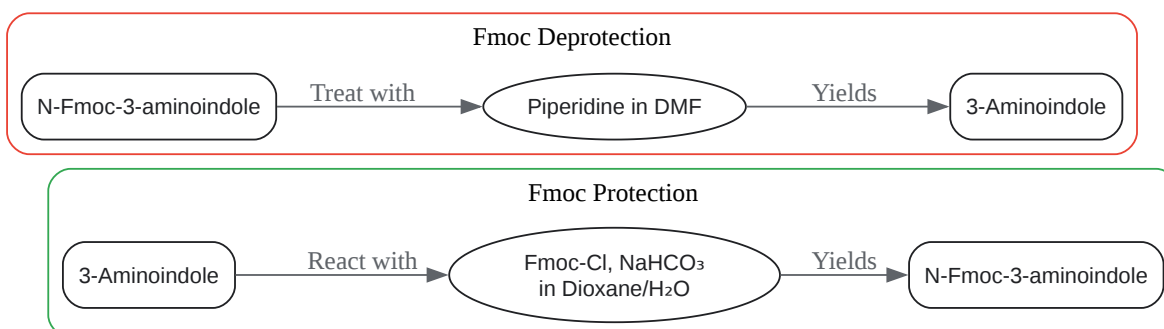 Fmoc Deprotection
N-Fmoc-3-aminoindole
Treat with
Piperidine in DMF
Yields
3-Aminoindole
Fmoc Protection
3-Aminoindole
React with
Fmoc-Cl, NaHCO₃
in Dioxane/H₂O
Yields
N-Fmoc-3-aminoindole